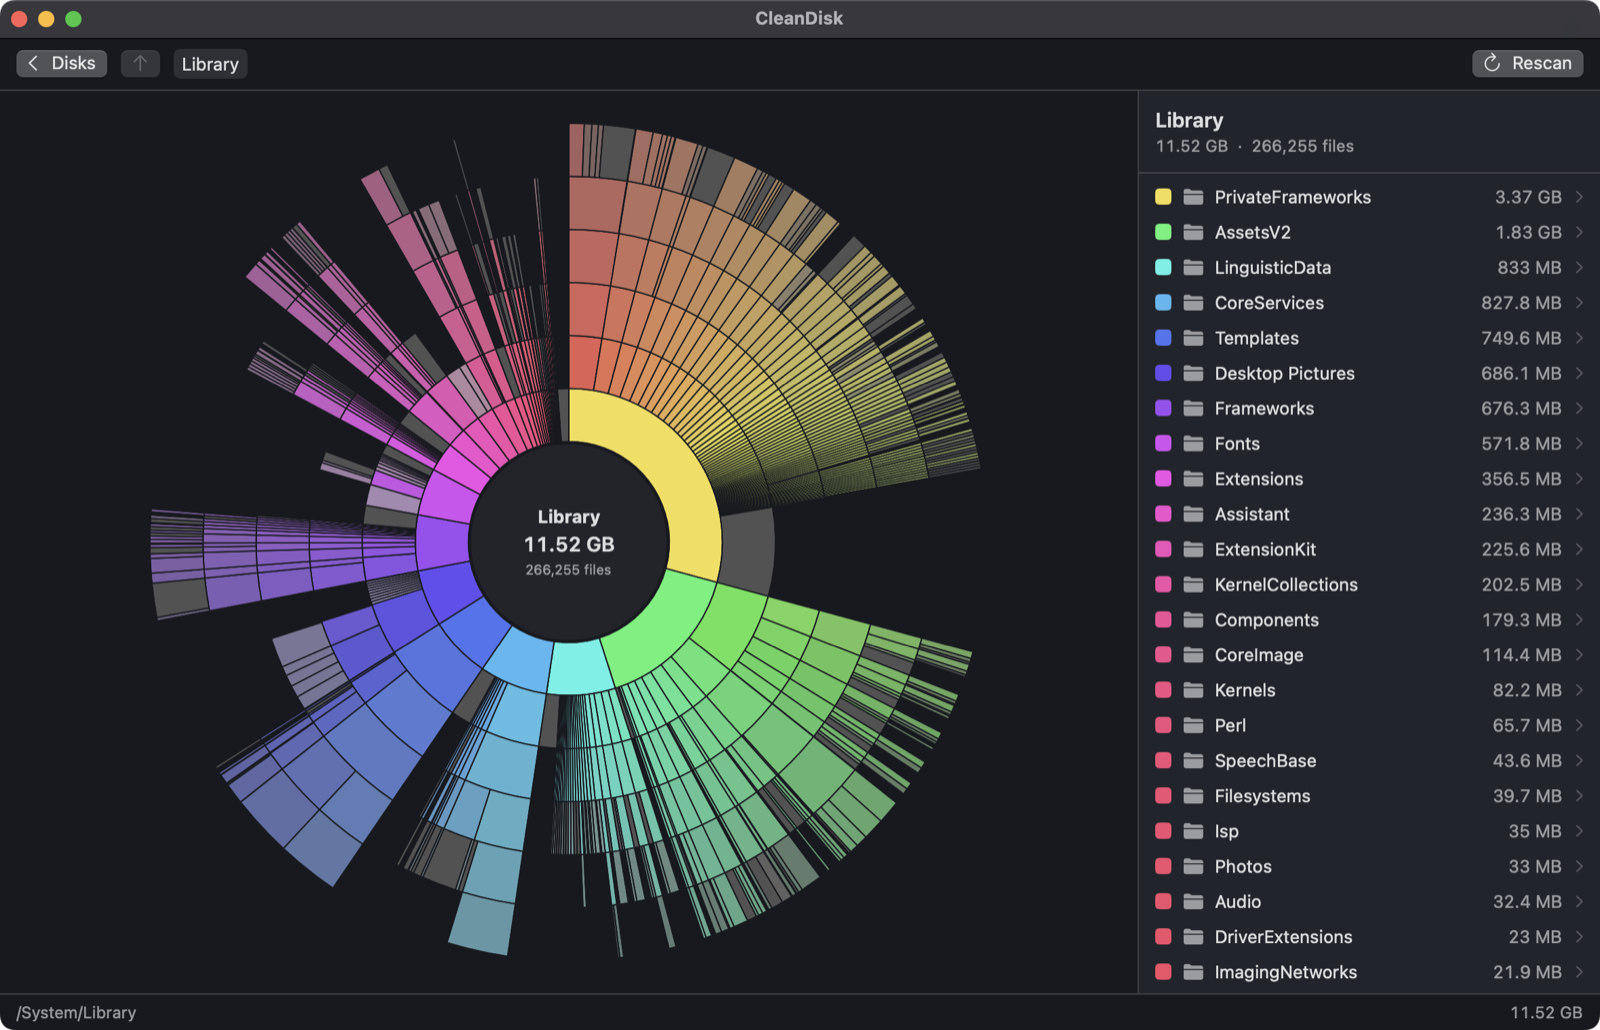 CleanDisk
Disks
Library
Rescan
Library
11.52 GB · 266,255 files
PrivateFrameworks 3.37 GB
AssetsV2 1.83 GB
LinguisticData 833 MB
CoreServices 827.8 MB
Templates 749.6 MB
Desktop Pictures 686.1 MB
Frameworks 676.3 MB
Fonts 571.8 MB
Extensions 356.5 MB
Assistant 236.3 MB
ExtensionKit 225.6 MB
KernelCollections 202.5 MB
Components 179.3 MB
CoreImage 114.4 MB
Kernels 82.2 MB
Perl 65.7 MB
SpeechBase 43.6 MB
Filesystems 39.7 MB
lsp 35 MB
Photos 33 MB
Audio 32.4 MB
DriverExtensions 23 MB
ImagingNetworks 21.9 MB
Library
11.52 GB
266,255 files
/System/Library
11.52 GB